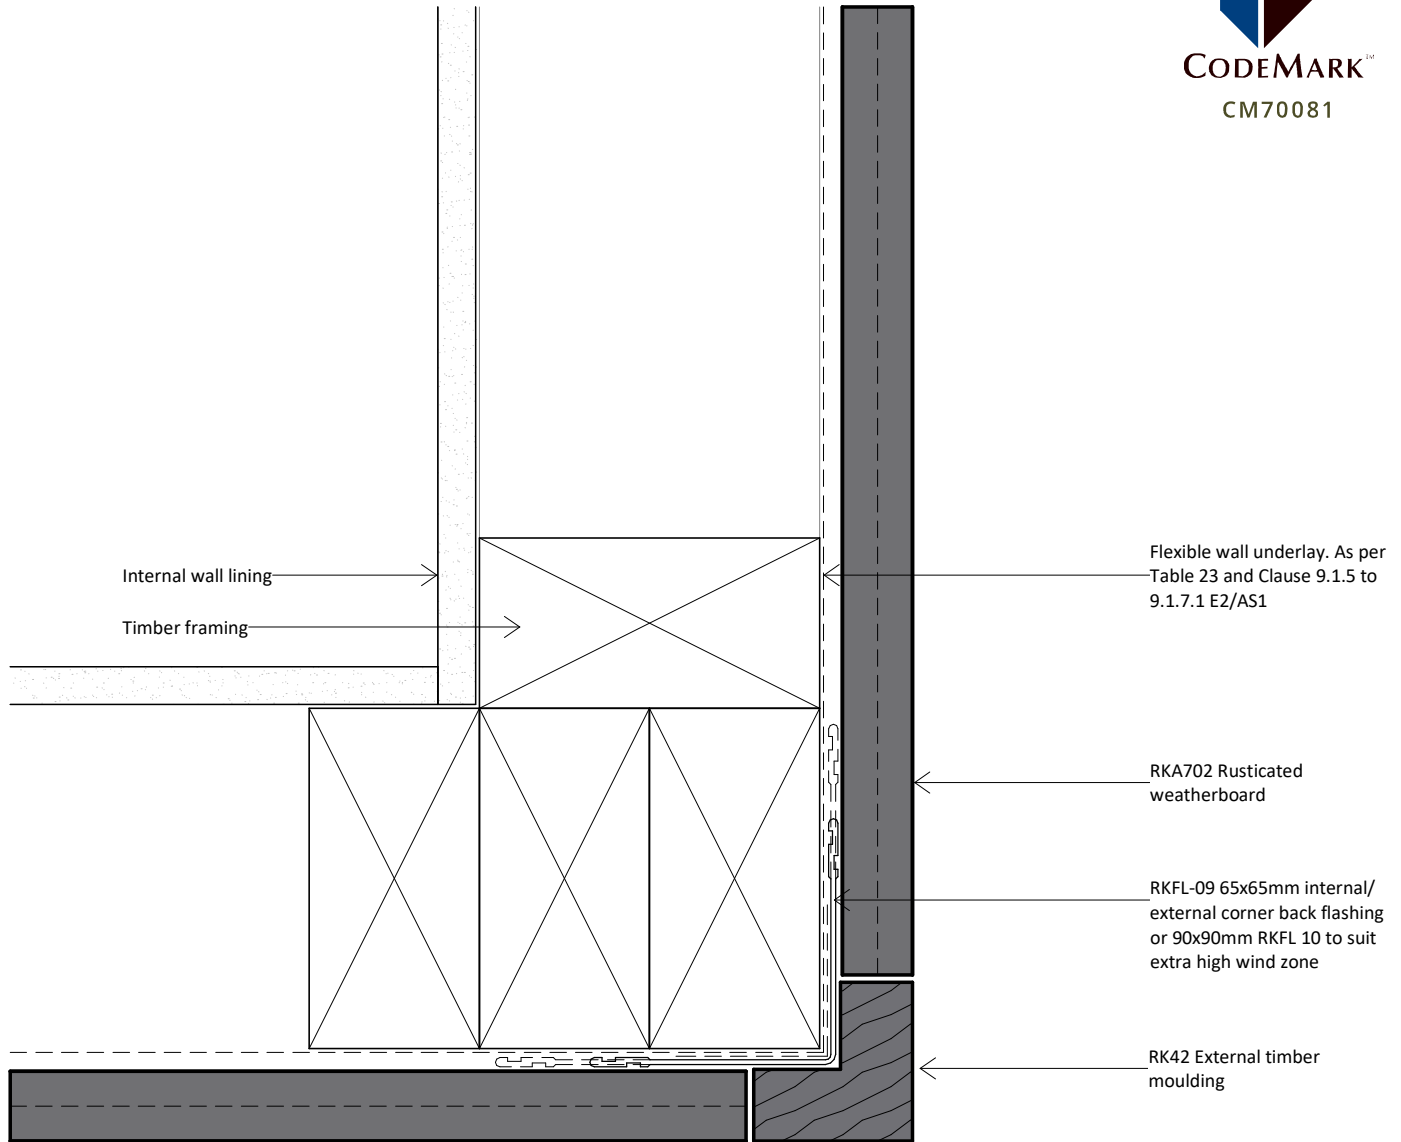 CODEMARK™
CM70081
Internal wall lining
Timber framing
Flexible wall underlay. As per
Table 23 and Clause 9.1.5 to
9.1.7.1 E2/AS1
RKA702 Rusticated
weatherboard
RKFL-09 65x65mm internal/
external corner back flashing
or 90x90mm RKFL 10 to suit
extra high wind zone
RK42 External timber
moulding